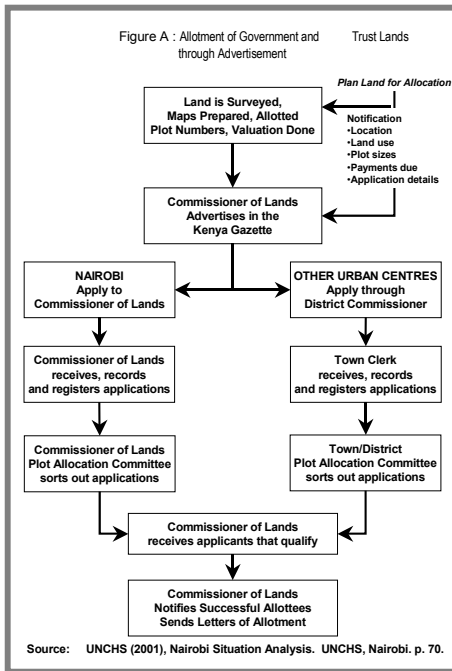 Figure A : Allotment of Government and Trust Lands
through Advertisement
Plan Land for Allocation
Land is Surveyed,
Maps Prepared, Allotted
Plot Numbers, Valuation Done
Notification
•Location
•Land use
•Plot sizes
•Payments due
•Application details
Commissioner of Lands
Advertises in the
Kenya Gazette
NAIROBI
Apply to
Commissioner of Lands
OTHER URBAN CENTRES
Apply through
District Commissioner
Commissioner of Lands
receives, records
and registers applications
Town Clerk
receives, records
and registers applications
Commissioner of Lands
Plot Allocation Committee
sorts out applications
Town/District
Plot Allocation Committee
sorts out applications
Commissioner of Lands
receives applicants that qualify
Commissioner of Lands
Notifies Successful Allottees
Sends Letters of Allotment
Source: UNCHS (2001), Nairobi Situation Analysis. UNCHS, Nairobi. p. 70.